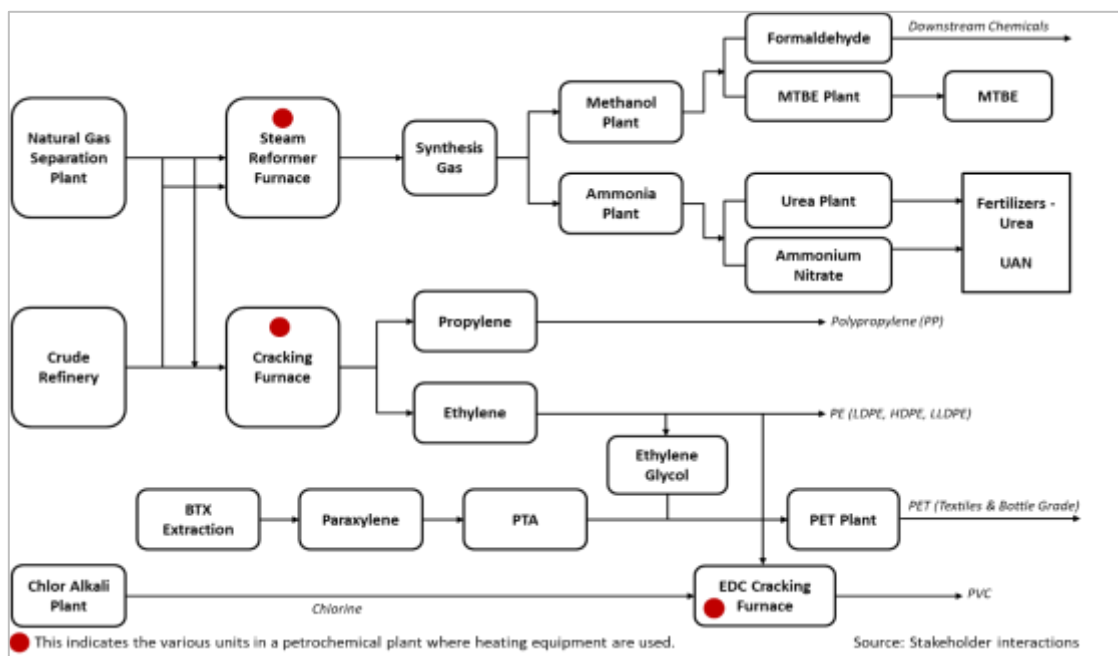 Formaldehyde
Downstream Chemicals
Natural Gas
Separation
Plant
Steam
Reformer
Furnace
Synthesis
Gas
Methanol
Plant
MTBE Plant
MTBE
Ammonia
Plant
Urea Plant
Ammonium
Nitrate
Fertilizers -
Urea
UAN
Crude
Refinery
Cracking
Furnace
Propylene
Polypropylene (PP)
Ethylene
PE (LDPE, HDPE, LLDPE)
Ethylene
Glycol
BTX
Extraction
Paraxylene
PTA
PET Plant
PET (Textiles & Bottle Grade)
Chlor Alkali
Plant
Chlorine
EDC Cracking
Furnace
PVC
This indicates the various units in a petrochemical plant where heating equipment are used.
Source: Stakeholder interactions